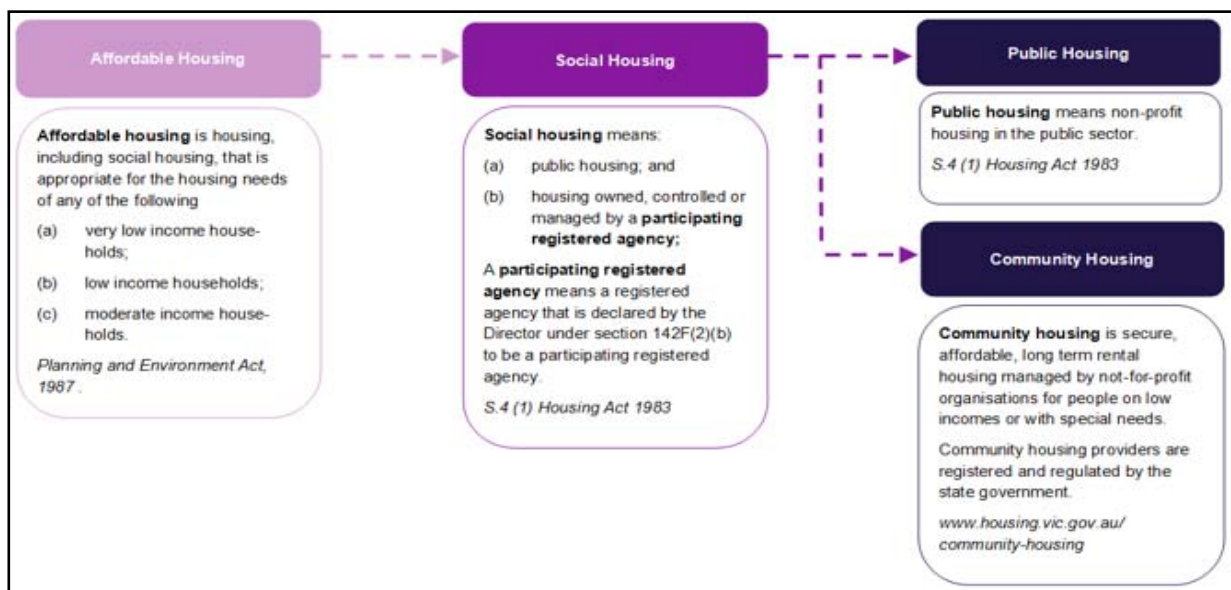 Affordable Housing
Affordable housing is housing,
including social housing, that is
appropriate for the housing needs
of any of the following
(a) very low income house-
holds;
(b) low income households;
(c) moderate income house-
holds.
Planning and Environment Act,
1987 .
Social Housing
Social housing means:
(a) public housing; and
(b) housing owned, controlled or
managed by a participating
registered agency;
A participating registered
agency means a registered
agency that is declared by the
Director under section 142F(2)(b)
to be a participating registered
agency.
S.4 (1) Housing Act 1983
Public Housing
Public housing means non-profit
housing in the public sector.
S.4 (1) Housing Act 1983
Community Housing
Community housing is secure,
affordable, long term rental
housing managed by not-for-profit
organisations for people on low
incomes or with special needs.
Community housing providers are
registered and regulated by the
state government.
www.housing.vic.gov.au/
community-housing